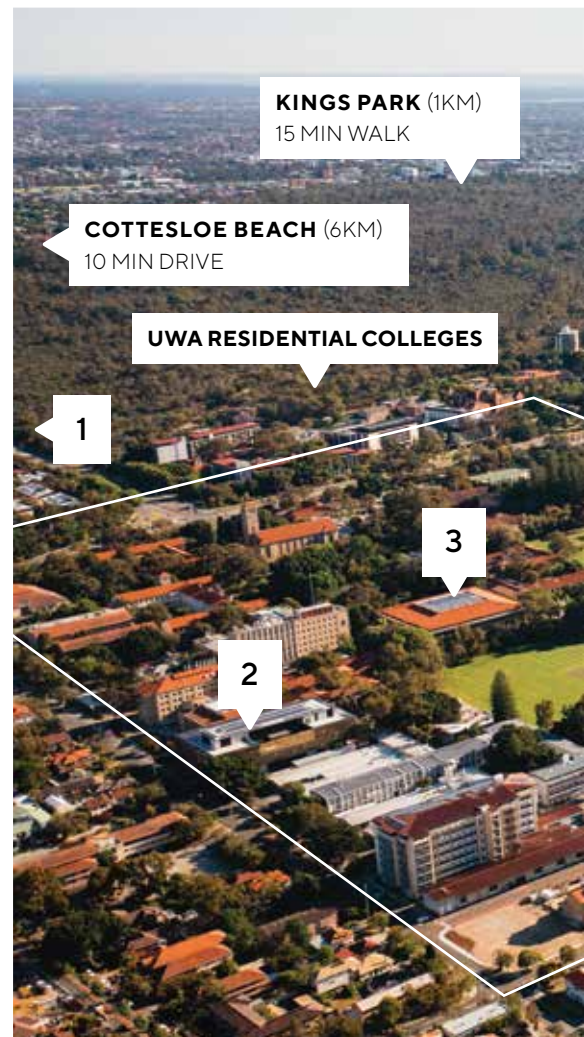 KINGS PARK (1KM)
15 MIN WALK
COTTESLOE BEACH (6KM)
10 MIN DRIVE
UWA RESIDENTIAL COLLEGES
1
3
2